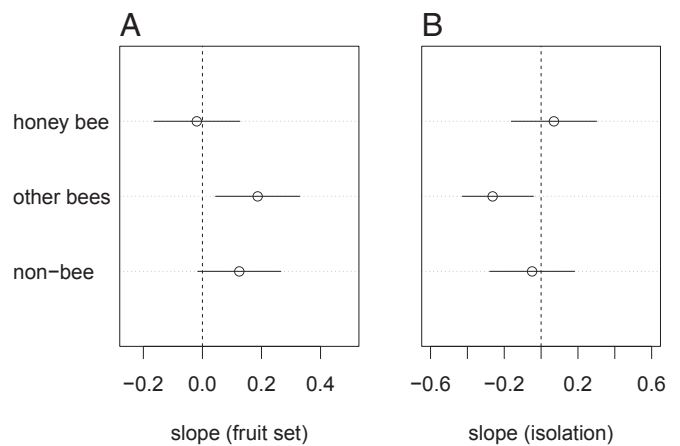 A B
honey bee
other bees
non−bee
−0.2 0.0 0.2 0.4 −0.6 −0.2 0.2 0.6
slope (fruit set) slope (isolation)